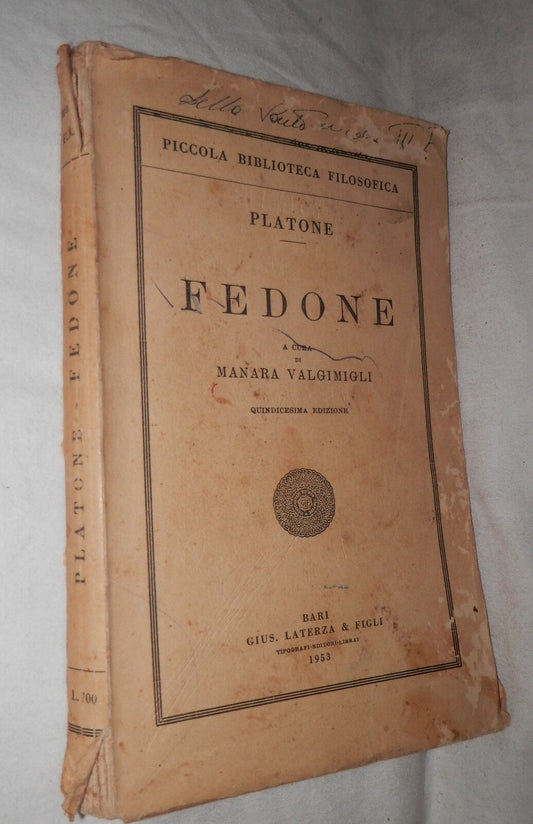 PICCOLA BIBLIOTECA FILOSOFICA
PLATONE
FEDONE
A CURA
DI
MANARA VALGIMIGLI
QUINDICESIMA EDIZIONE
BARI
GIUS. LATERZA & FIGLI
TIPOGRAFI-EDITORI-LIBRAI
1953
PLATONE - FEDONE